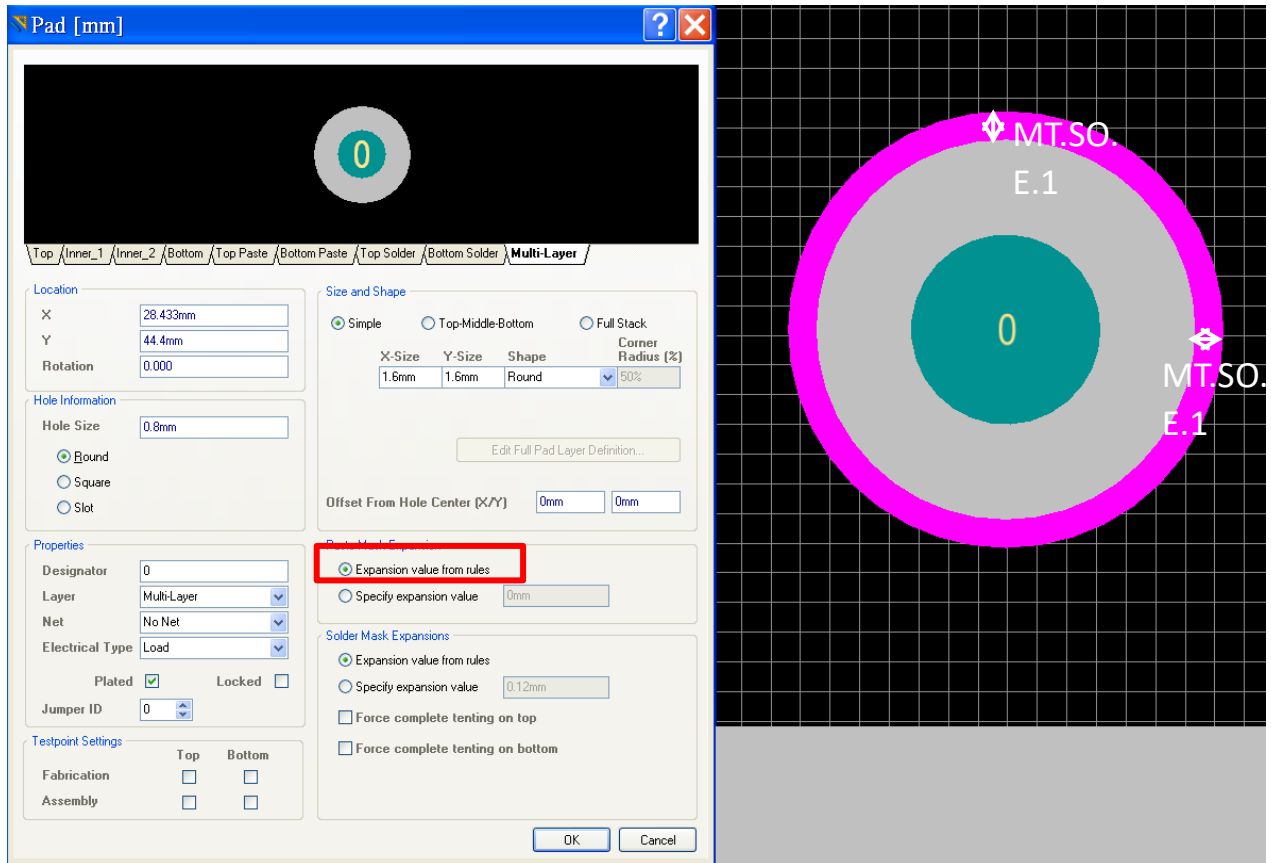 Pad [mm]
0
Top Inner_1 Inner_2 Bottom Top Paste Bottom Paste Top Solder Bottom Solder Multi-Layer
Location
X 28.433mm
Y 44.4mm
Rotation 0.000
Hole Information
Hole Size 0.8mm
Round
Square
Slot
Properties
Designator 0
Layer Multi-Layer
Net No Net
Electrical Type Load
Plated Locked
Jumper ID 0
Testpoint Settings
Top Bottom
Fabrication
Assembly
Size and Shape
Simple Top-Middle-Bottom Full Stack
X-Size Y-Size Shape Corner Radius (%)
1.6mm 1.6mm Round 50%
Edit Full Pad Layer Definition...
Offset From Hole Center (X/Y) 0mm 0mm
Paste Mask Expansion
Expansion value from rules
Specify expansion value 0mm
Solder Mask Expansions
Expansion value from rules
Specify expansion value 0.12mm
Force complete tenting on top
Force complete tenting on bottom
OK Cancel
MT.SO.
E.1
0
MT.SO.
E.1